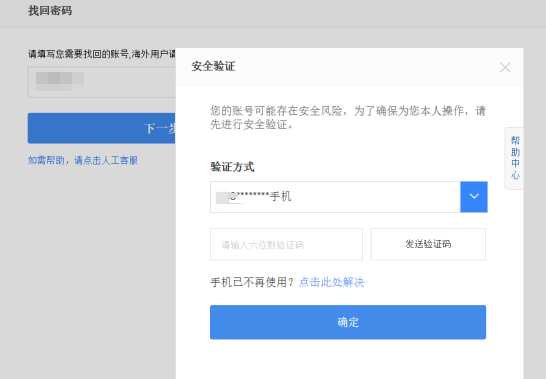 找回密码
请填写您需要找回的账号,海外用户请
下一步
如需帮助，请点击人工客服
安全验证
您的账号可能存在安全风险，为了确保为您本人操作，请
先进行安全验证。
验证方式
********手机
请输入六位数验证码
发送验证码
手机已不再使用？点击此处解决
确定
帮助中心